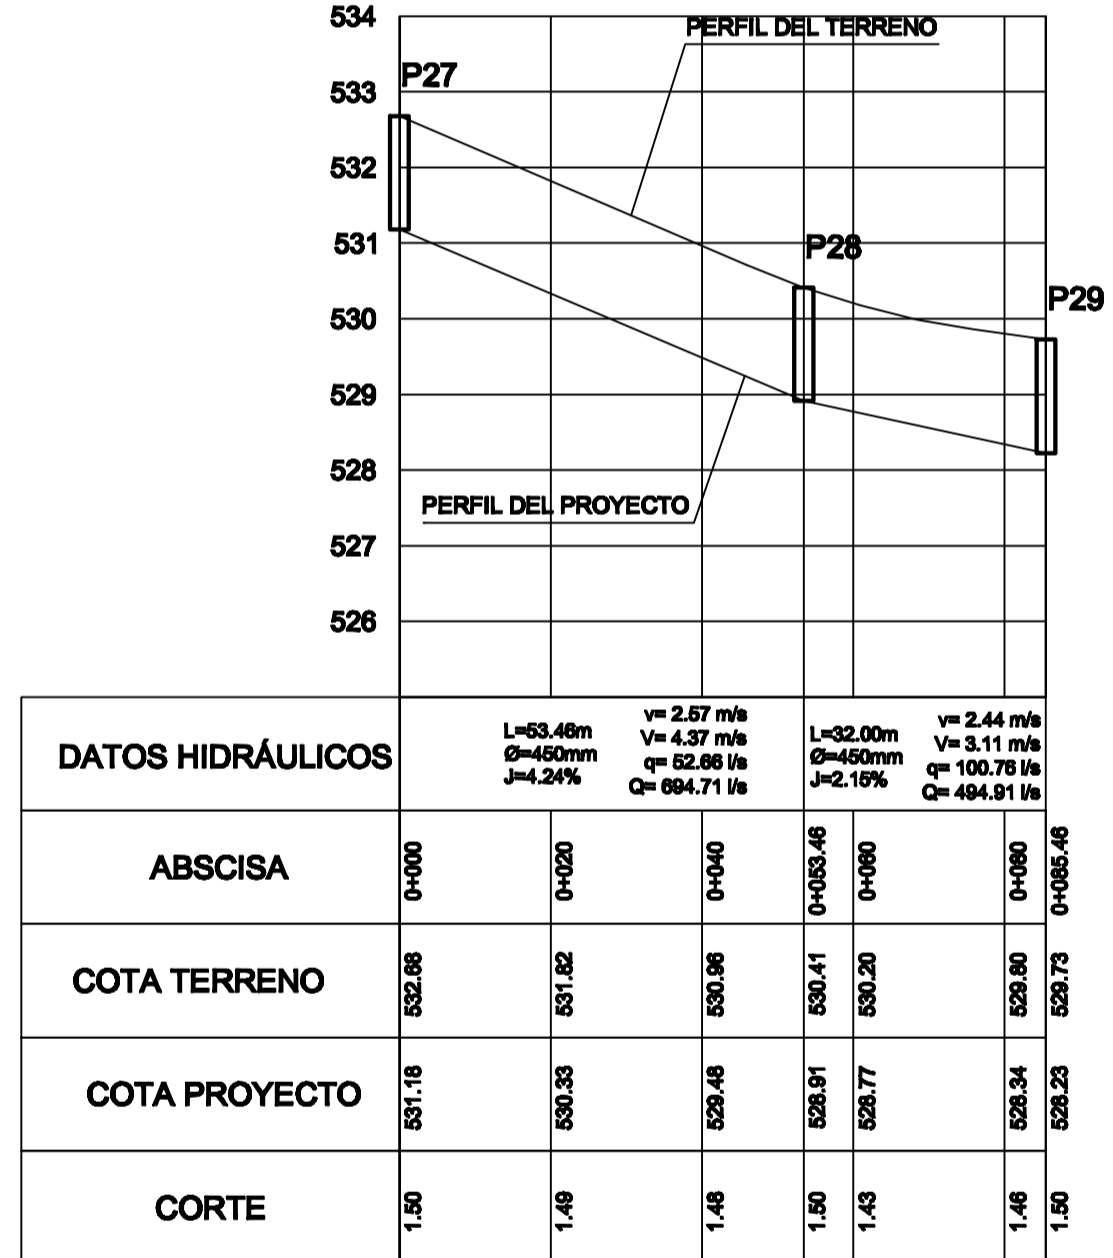 534
PERFIL DEL TERRENO
P27
533
532
531
P28
P29
530
529
528
PERFIL DEL PROYECTO
527
526
DATOS HIDRÁULICOS
L=53.46m
Ø=450mm
J=4.24%
v= 2.57 m/s
V= 4.37 m/s
q= 52.66 l/s
Q= 694.71 l/s
L=32.00m
Ø=450mm
J=2.15%
v= 2.44 m/s
V= 3.11 m/s
q= 100.76 l/s
Q= 494.91 l/s
ABSCISA
0+000
0+020
0+040
0+053.46
0+060
0+080
0+085.46
COTA TERRENO
532.68
531.82
530.96
530.41
530.20
529.80
529.73
COTA PROYECTO
531.18
530.33
529.48
528.91
528.77
528.34
528.23
CORTE
1.50
1.49
1.48
1.50
1.43
1.46
1.50